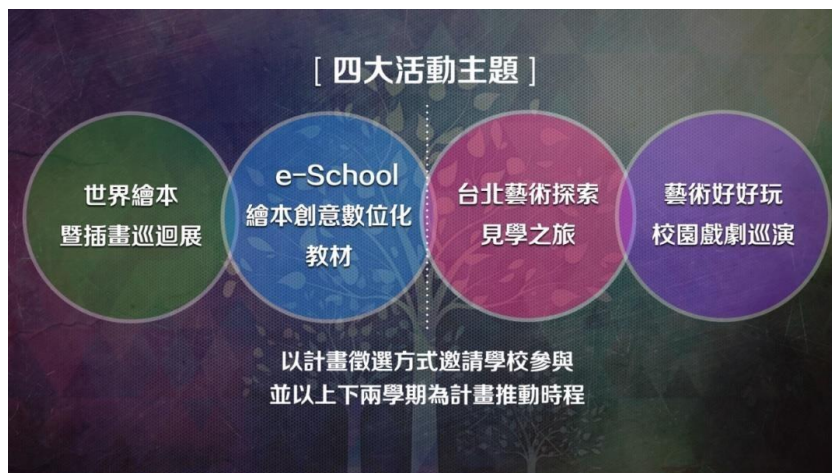 [ 四大活動主題 ]
世界繪本
暨插畫巡迴展
e-School
繪本創意數位化
教材
台北藝術探索
見學之旅
藝術好好玩
校園戲劇巡演
以計畫徵選方式邀請學校參與
並以上下兩學期為計畫推動時程